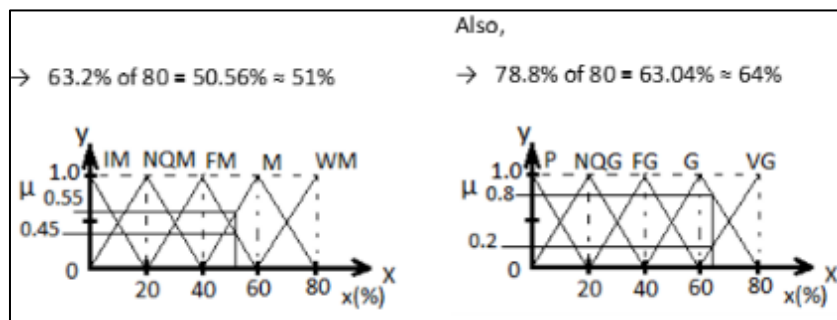 Also,
→ 63.2% of 80 = 50.56% ≈ 51%
→ 78.8% of 80 = 63.04% ≈ 64%
y
IM NQM FM M WM
1.0
μ
0.55
0.45
0
20 40 60 80
X
x(%)
y
P NQG FG G VG
1.0
μ
0.8
0.2
0
20 40 60 80
X
x(%)